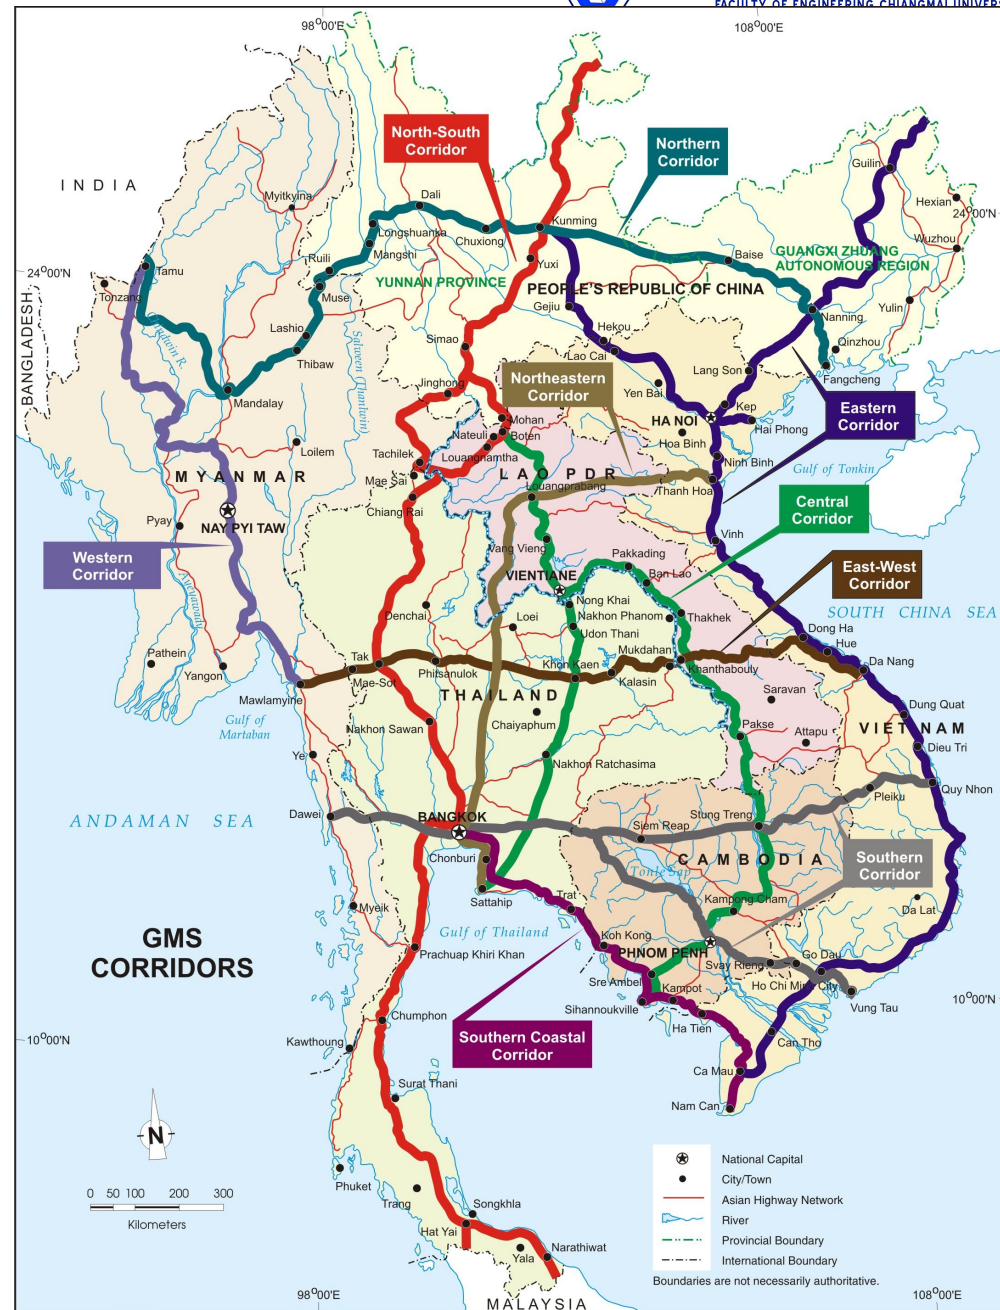 FACULTY OF ENGINEERING CHIANGMAI UNIVERS
98°00'E
108°00'E
North-South
Corridor
Northern
Corridor
Guilin
INDIA
Myitkyina
Dali
Hexian
24°00'N
Longshuanka
Kunming
Chuxiong
Wuzhou
Mangshi
GUANGXI ZHUANG
AUTONOMOUS REGION
Baise
Ruili
Yuxi
24°00'N
Tamu
YUNNAN PROVINCE
PEOPLE'S REPUBLIC OF CHINA
Tonzang
Muse
Gejiu
Yulin
Nanning
BANGLADESH
Chindwin R.
Lashio
Salween (Thanlwin)
Hekou
Simao
Lao Cai
Qinzhou
Thibaw
Northeastern
Corridor
Lang Son
Fangcheng
Jinghong
Yen Bai
Mandalay
Kep
Eastern
Corridor
Mohan
HA NOI
Hai Phong
Nateuli
Boten
Hoa Binh
Loilem
Tachilek
Louangnamtha
Ninh Binh
Gulf of Tonkin
MYANMAR
LAO PDR
Mae Sai
Louangprabang
Thanh Hoa
Chiang Rai
Central
Corridor
Pyay
NAY PYI TAW
Vinh
Vang Vieng
Pakkading
Western
Corridor
East-West
Corridor
VIENTIANE
Ban Lao
Ayeyarwady
Nong Khai
Denchai
Loei
Nakhon Phanom
Thakhek
SOUTH CHINA SEA
Udon Thani
Dong Ha
Mukdahan
Hue
Pathein
Tak
Khon Kaen
Khanthabouly
Da Nang
Yangon
Phitsanulok
Mae-Sot
Kalasin
Mawlamyine
THAILAND
Saravan
Dung Quat
Gulf of
Martaban
Chaiyaphum
Nakhon Sawan
Pakse
Attapu
VIET NAM
Dieu Tri
Ye
Nakhon Ratchasima
Quy Nhon
Pleiku
Dawei
BANGKOK
Stung Treng
ANDAMAN SEA
Siem Reap
Chonburi
CAMBODIA
Southern
Corridor
Tonle Sap
Sattahip
Trat
Kampong Cham
Myeik
Da Lat
Gulf of Thailand
Koh Kong
GMS
CORRIDORS
Prachuap Khiri Khan
PHNOM PENH
Go Dau
Svay Rieng
Sre Ambel
Kampot
Ho Chi Minh City
10°00'N
Sihannoukville
Vung Tau
Chumphon
Ha Tien
Southern Coastal
Corridor
10°00'N
Kawthoung
Can Tho
Ca Mau
Surat Thani
Nam Can
N
National Capital
City/Town
Phuket
0 50 100 200 300
Kilometers
Trang
Songkhla
Asian Highway Network
River
Hat Yai
Provincial Boundary
Narathiwat
Yala
International Boundary
Boundaries are not necessarily authoritative.
98°00'E
108°00'E
MALAYSIA